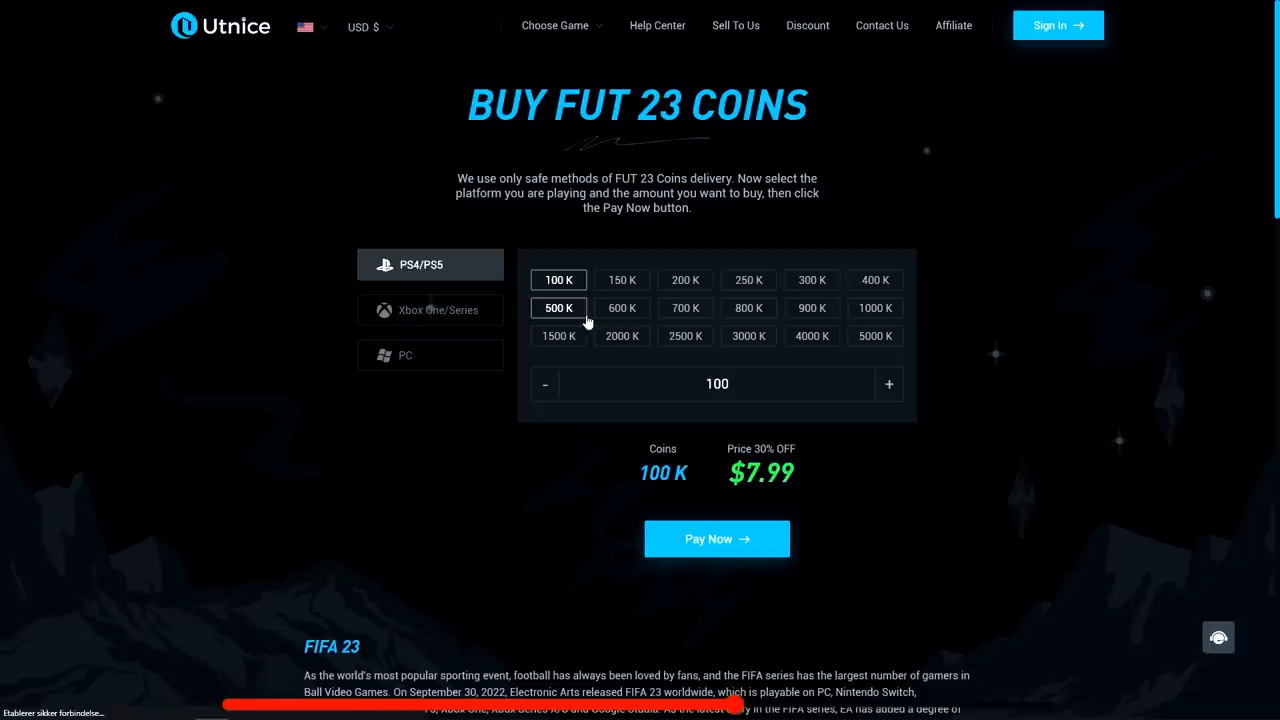 Utnice
USD $
Choose Game
Help Center
Sell To Us
Discount
Contact Us
Affiliate
Sign In
BUY FUT 23 COINS
We use only safe methods of FUT 23 Coins delivery. Now select the
platform you are playing and the amount you want to buy, then click
the Pay Now button.
PS4/PS5
Xbox One/Series
PC
100 K 150 K 200 K 250 K 300 K 400 K
500 K 600 K 700 K 800 K 900 K 1000 K
1500 K 2000 K 2500 K 3000 K 4000 K 5000 K
- 100 +
Coins
100 K
Price 30% OFF
$7.99
Pay Now
FIFA 23
As the world's most popular sporting event, football has always been loved by fans, and the FIFA series has the largest number of gamers in
Ball Video Games. On September 30, 2022, Electronic Arts released FIFA 23 worldwide, which is playable on PC, Nintendo Switch,
Xbox One, Xbox Series X/S and Google Stadia. As the latest entry in the FIFA series, EA has added a degree of
Etablerer sikker forbindelse...